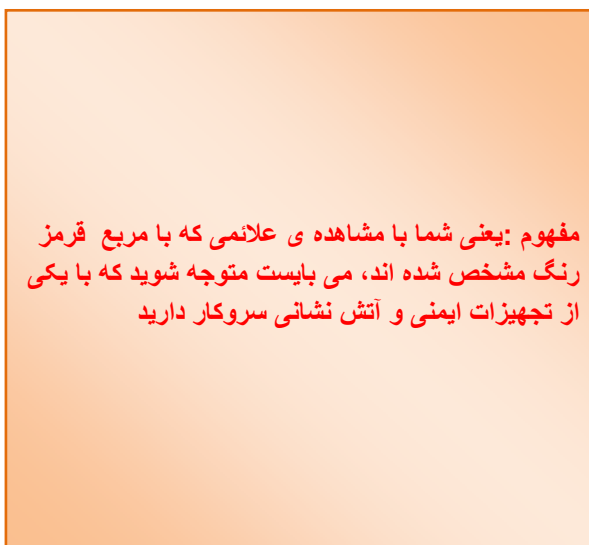 مفهوم :یعنی شما با مشاهده ی علائمی که با مربع قرمز
رنگ مشخص شده اند، می بایست متوجه شوید که با یکی
از تجهیزات ایمنی و آتش نشانی سروکار دارید